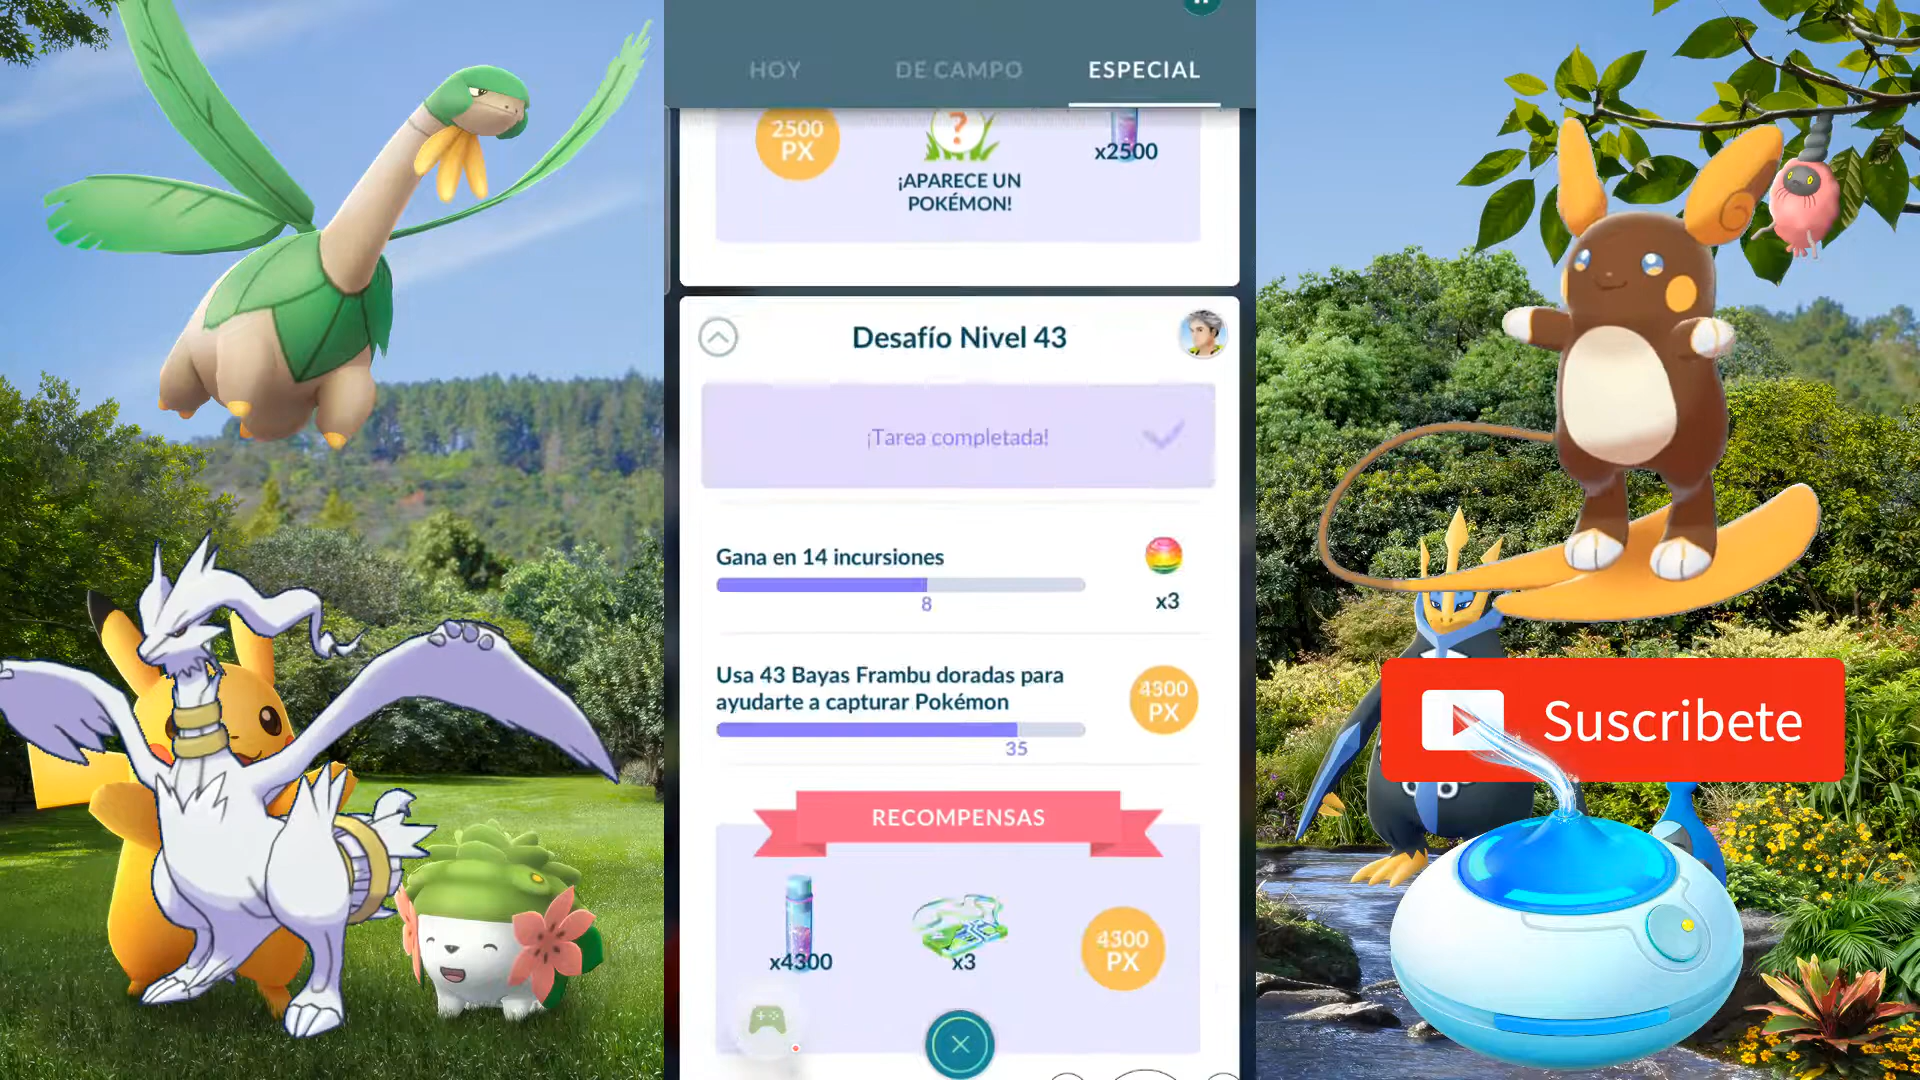 HOY DE CAMPO ESPECIAL
2500
PX
?
x2500
¡APARECE UN
POKÉMON!
Desafío Nivel 43
¡Tarea completada!
Gana en 14 incursiones
8
x3
Usa 43 Bayas Frambu doradas para
ayudarte a capturar Pokémon
35
4300
PX
Suscribete
RECOMPENSAS
x4300
x3
4300
PX